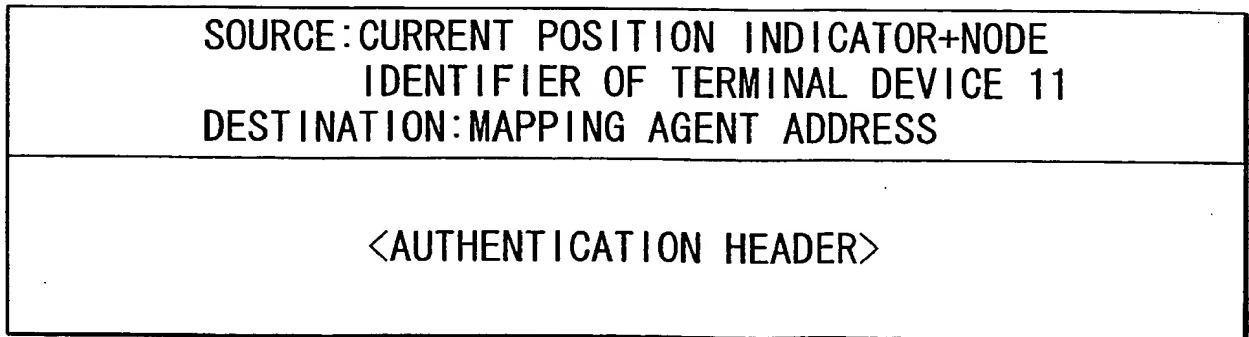 SOURCE:CURRENT POSITION INDICATOR+NODE
IDENTIFIER OF TERMINAL DEVICE 11
DESTINATION:MAPPING AGENT ADDRESS
<AUTHENTICATION HEADER>